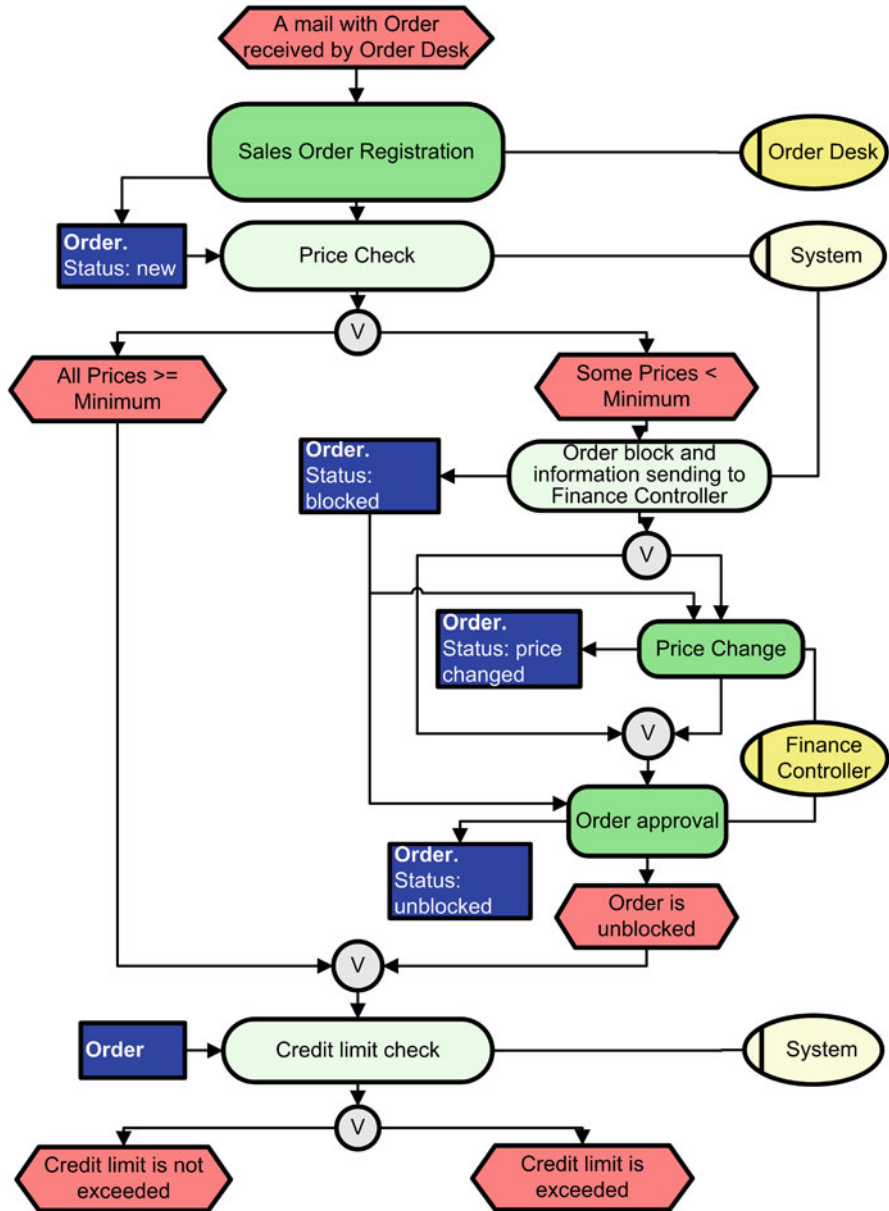 A mail with Order
received by Order Desk
Sales Order Registration
Order Desk
Order.
Status: new
Price Check
System
V
All Prices >=
Minimum
Some Prices <
Minimum
Order.
Status:
blocked
Order block and
information sending to
Finance Controller
V
Order.
Status: price
changed
Price Change
V
Finance
Controller
Order approval
Order.
Status:
unblocked
Order is
unblocked
V
Order
Credit limit check
System
V
Credit limit is not
exceeded
Credit limit is
exceeded